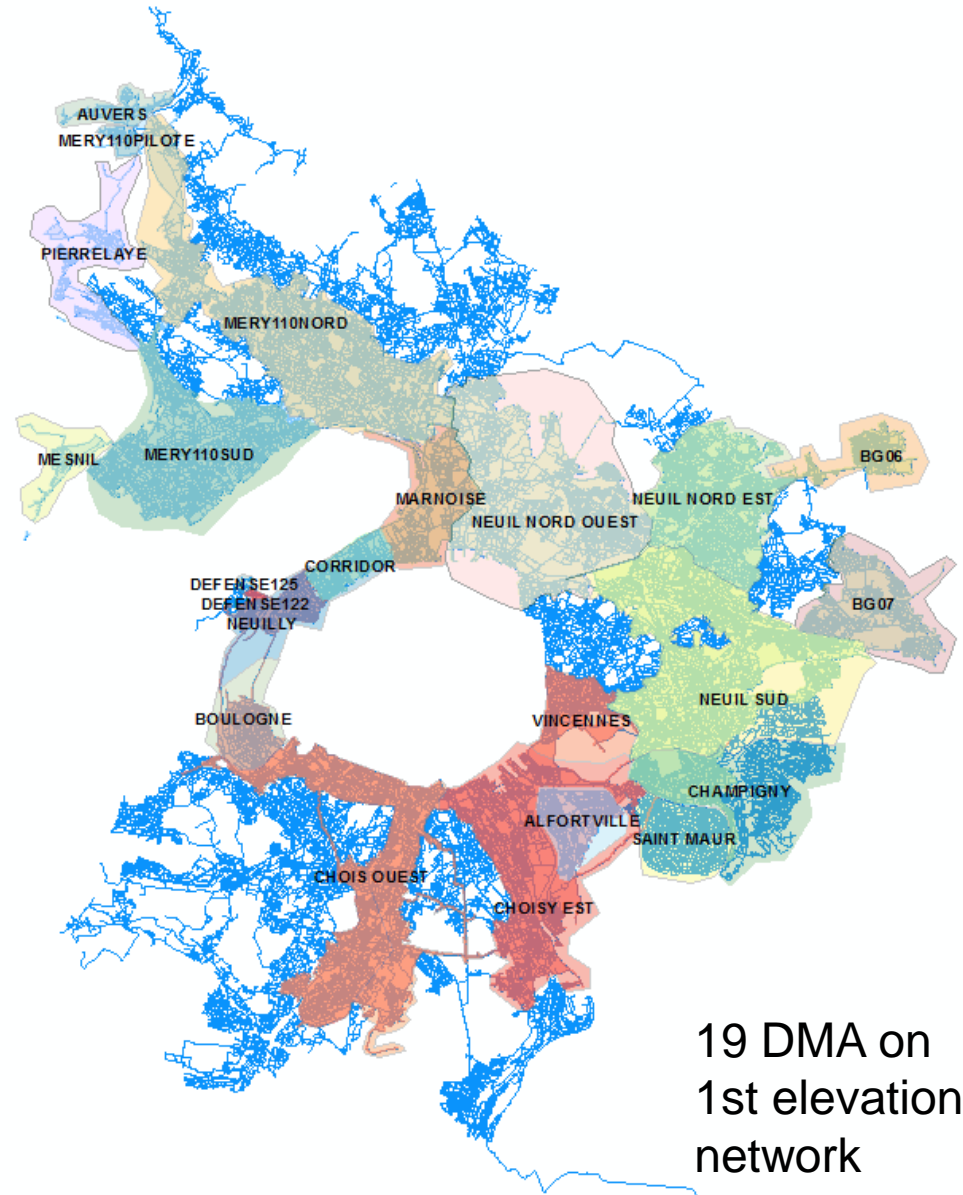 AUVERS
MERY110PILOTE
PIERRELAYE
MERY110NORD
MESNIL
MERY110SUD
BG06
MARNOISE
NEUIL NORD EST
NEUIL NORD OUEST
CORRIDOR
DEFENSE125
DEFENSE122
NEUILLY
BG07
NEUIL SUD
BOULOGNE
VINCENNES
CHAMPIGNY
ALFORTVILLE
SAINT MAUR
CHOIS OUEST
CHOISY EST
19 DMA on
1st elevation
network